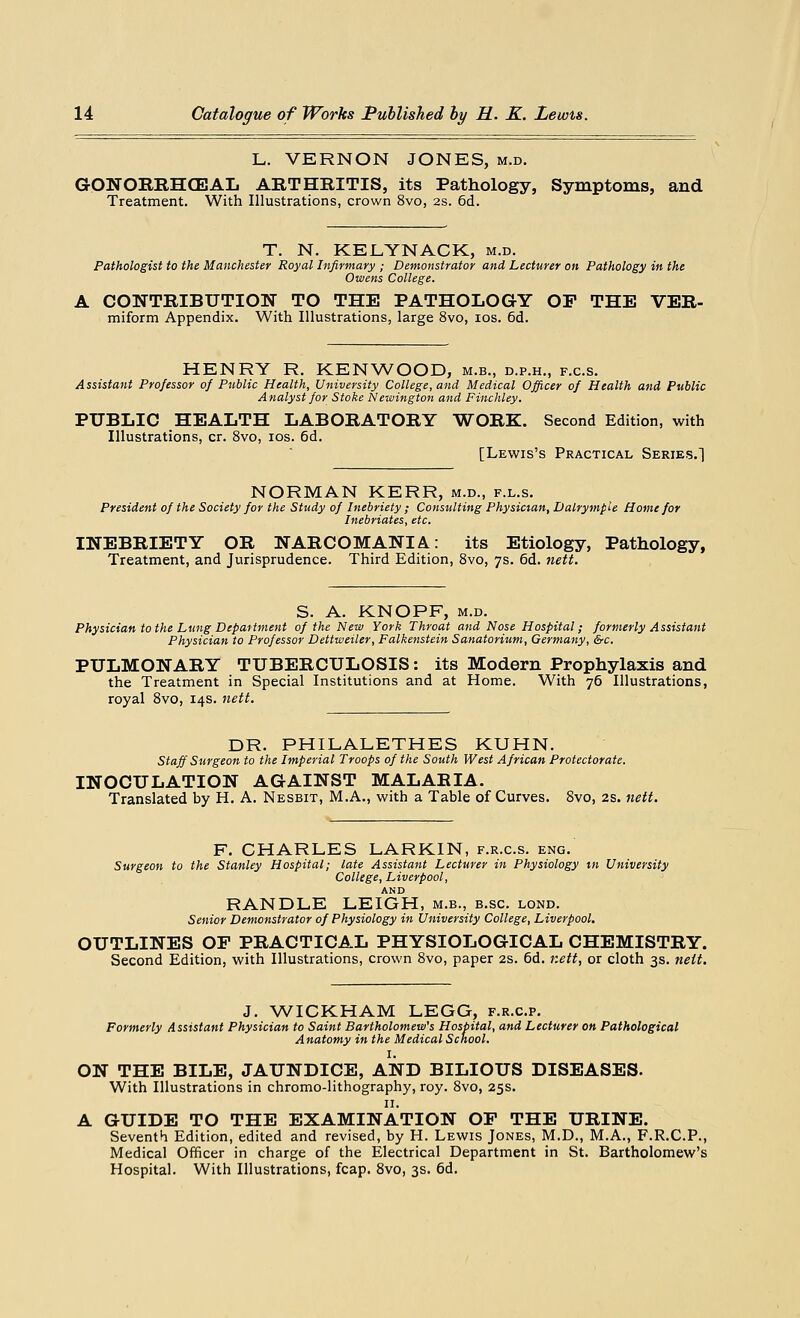 14 Catalogue of Works Published by H. K. Lewis.
L. VERNON JONES, M.D.
GONORRHŒAL ARTHRITIS, its Pathology, Symptoms, and
Treatment. With Illustrations, crown 8vo, 2s. 6d.
T. N. KELYNACK, M.D.
Pathologist to the Manchester Royal Infirmary ; Demonstrator and Lecturer on Pathology in the
Owens College.
A CONTRIBUTION TO THE PATHOLOGY OF THE VER-
miform Appendix. With Illustrations, large 8vo, 10s. 6d.
HENRY R. KENWOOD, M.B., D.P.H., F.C.S.
Assistant Professor of Public Health, University College, and Medical Officer of Health and Public
Analyst for Stoke Newington and Finchley.
PUBLIC HEALTH LABORATORY WORK. Second Edition, with
Illustrations, cr. 8vo, 10s. 6d.
[LEWIS'S PRACTICAL SERIES.]
NORMAN KERR, M.D., F.L.S.
President of the Society for the Study of Inebriety ; Consulting Physician, Dalrymple Home for
Inebriates, etc.
INEBRIETY OR NARCOMANIA: its Etiology, Pathology,
Treatment, and Jurisprudence. Third Edition, 8vo, 7s. 6d. nett.
S. A. KNOPF, M.D.
Physician to the Lung Department of the New York Throat and Nose Hospital ; formerly Assistant
Physician to Professor Dettweiler, Falkenstein Sanatorium, Germany, &c.
PULMONARY TUBERCULOSIS: its Modern Prophylaxis and
the Treatment in Special Institutions and at Home. With 76 Illustrations,
royal 8vo, 14s. nett.
DR. PHILALETHES KUHN.
Staff Surgeon to the Imperial Troops of the South West African Protectorate.
INOCULATION AGAINST MALARIA.
Translated by H. A. NESBIT, M.A., with a Table of Curves. 8vo, 2s. nett.
F. CHARLES LARKIN, F.R.C.S. ENG.
Surgeon to the Stanley Hospital; late Assistant Lecturer in Physiology in University
College, Liverpool,
AND
RANDLE LEIGH, M.B., B.SC. LOND.
Senior Demonstrator of Physiology in University College, Liverpool.
OUTLINES OF PRACTICAL PHYSIOLOGICAL CHEMISTRY.
Second Edition, with Illustrations, crown 8vo, paper 2s. 6d. nett, or cloth 3s. nett.
J. WICKHAM LEGG, F.R.C.P.
Formerly Assistant Physician to Saint Bartholomew's Hospital, and Lecturer on Pathological
Anatomy in the Medical School.
I.
ON THE BILE, JAUNDICE, AND BILIOUS DISEASES.
With Illustrations in chromo-lithography, roy. 8vo, 25s.
II.
A GUIDE TO THE EXAMINATION OF THE URINE.
Seventh Edition, edited and revised, by H. LEWIS JONES, M.D., M.A., F.R.C.P.,
Medical Officer in charge of the Electrical Department in St. Bartholomew's
Hospital. With Illustrations, fcap. 8vo, 3s. 6d.